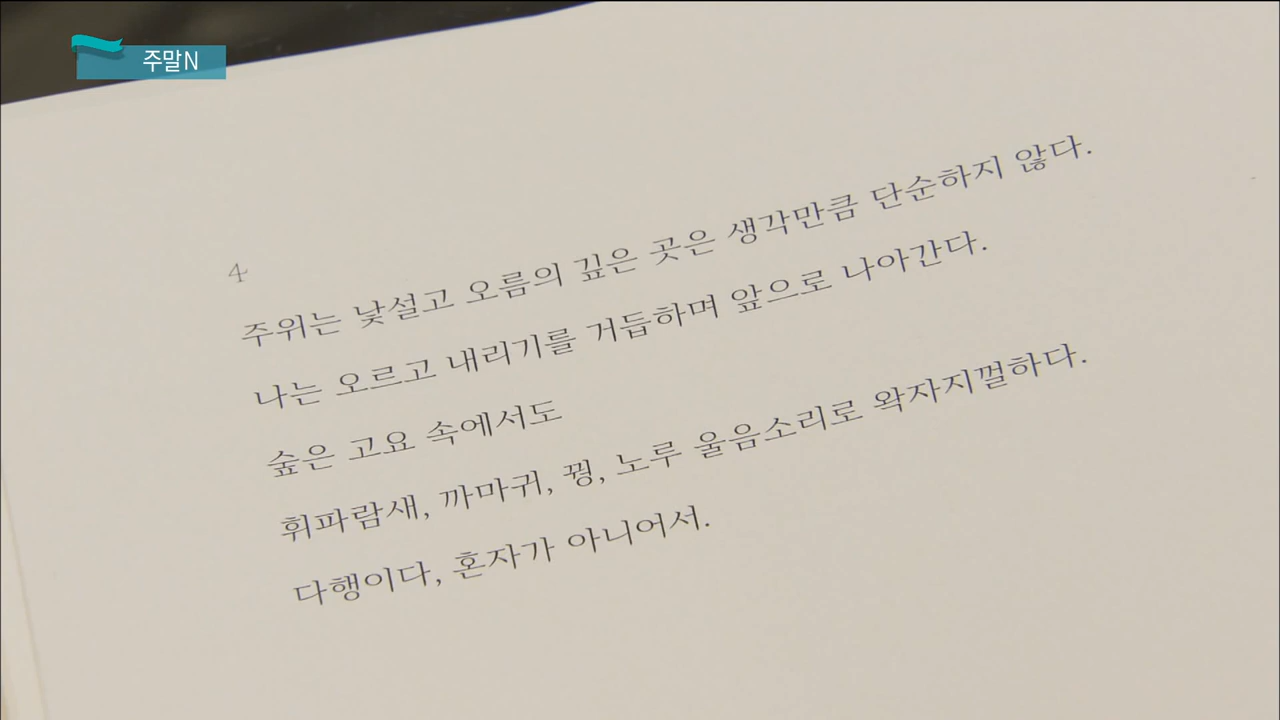 주말N
4
주위는 낯설고 오름의 깊은 곳은 생각만큼 단순하지 않다.
나는 오르고 내리기를 거듭하며 앞으로 나아간다.
숲은 고요 속에서도
휘파람새, 까마귀, 꿩, 노루 울음소리로 왁자지껄하다.
다행이다, 혼자가 아니어서.